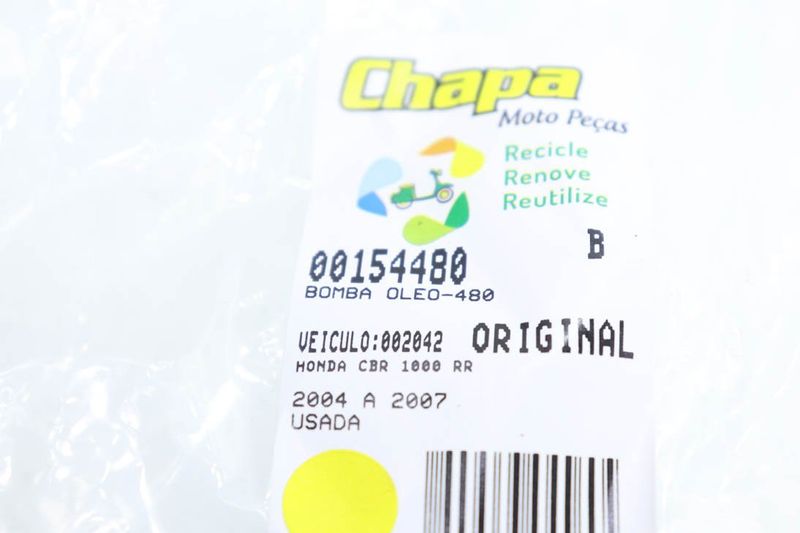 Chapa
Moto Peças
Recicle
Renove
Reutilize
B
00154480
BOMBA OLEO-480
VEICULO:002042 ORIGINAL
HONDA CBR 1000 RR
2004 A 2007
USADA